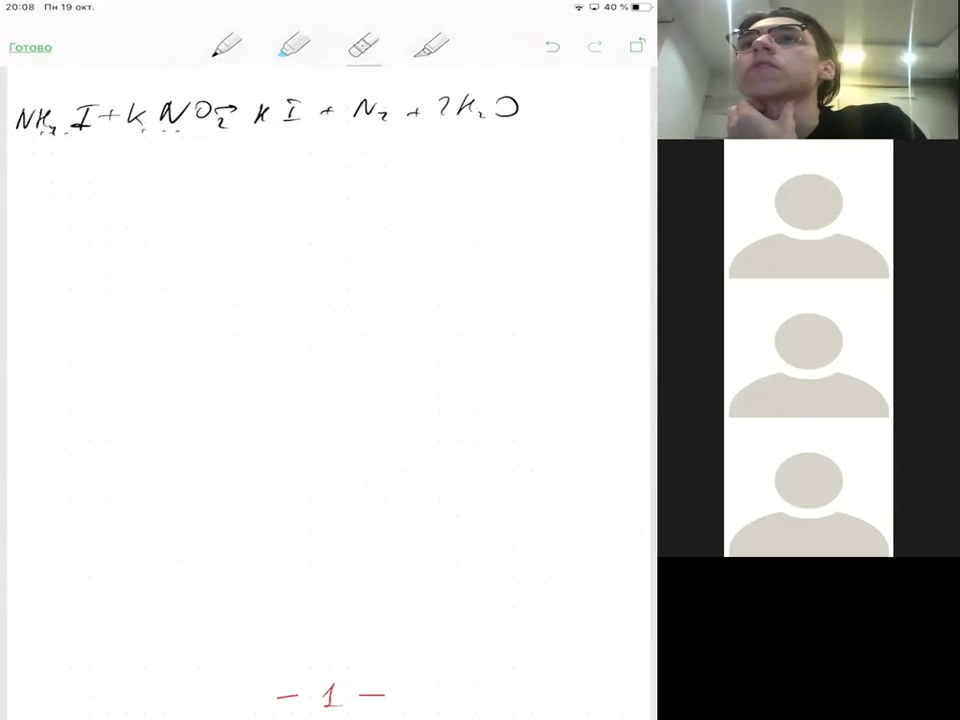 20:08 Пн 19 окт. 40 %
Готово
NH₄I + KNO₂ → KI + N₂ + 2H₂O
— 1 —